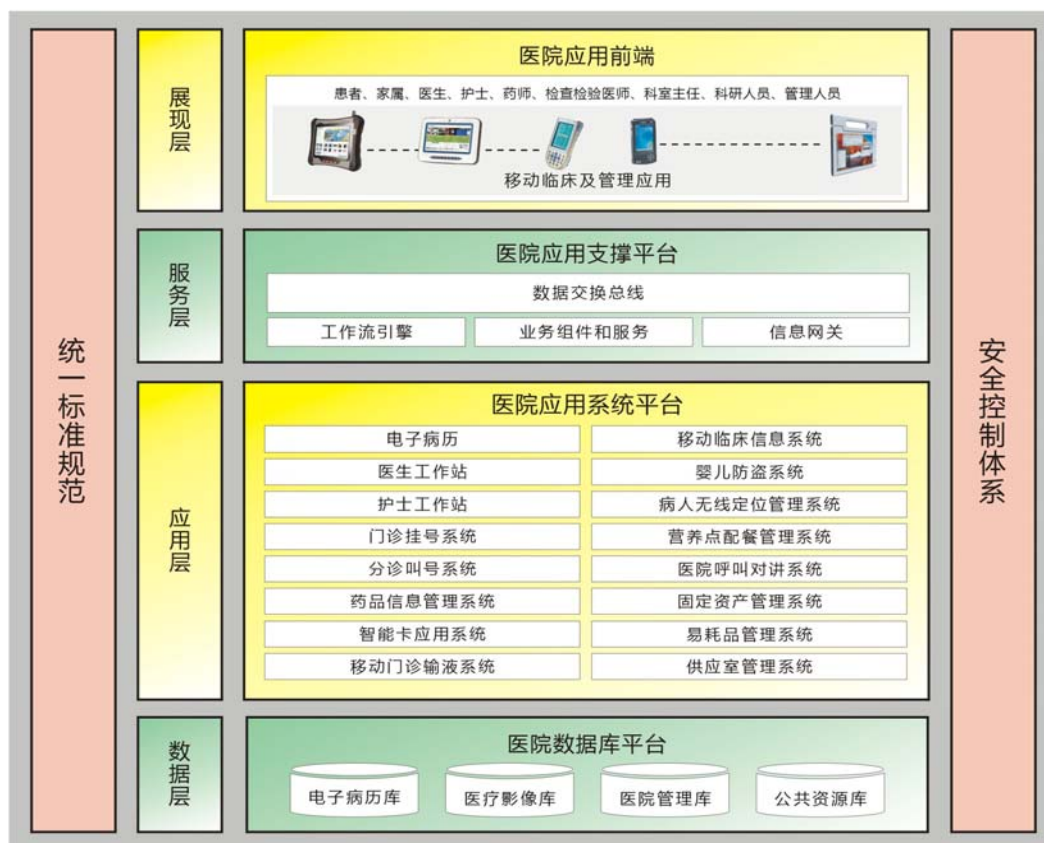 统一标准规范
展现层
医院应用前端
患者、家属、医生、护士、药师、检查检验医师、科室主任、科研人员、管理人员
移动临床及管理应用
服务层
医院应用支撑平台
数据交换总线
工作流引擎
业务组件和服务
信息网关
应用层
医院应用系统平台
电子病历
移动临床信息系统
医生工作站
婴儿防盗系统
护士工作站
病人无线定位管理系统
门诊挂号系统
营养点配餐管理系统
分诊叫号系统
医院呼叫对讲系统
药品信息管理系统
固定资产管理系统
智能卡应用系统
易耗品管理系统
移动门诊输液系统
供应室管理系统
数据层
医院数据库平台
电子病历库
医疗影像库
医院管理库
公共资源库
安全控制体系